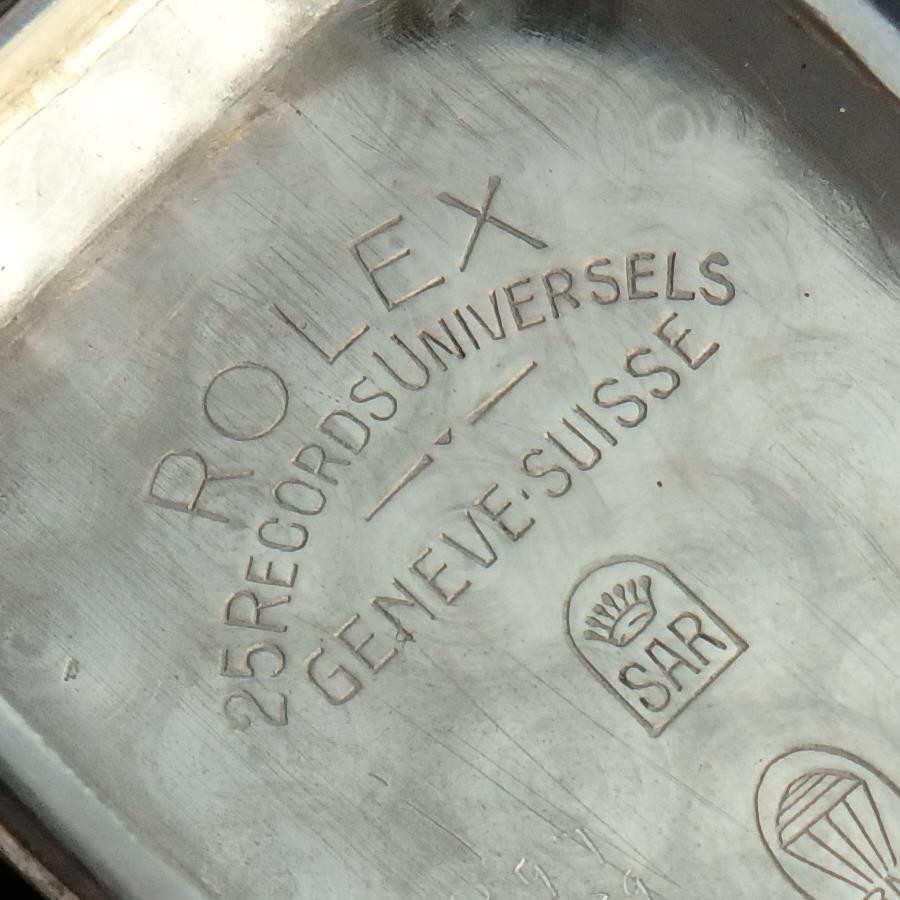 ROLEX
25 RECORDS UNIVERSELS
GENEVE·SUISSE
SAR